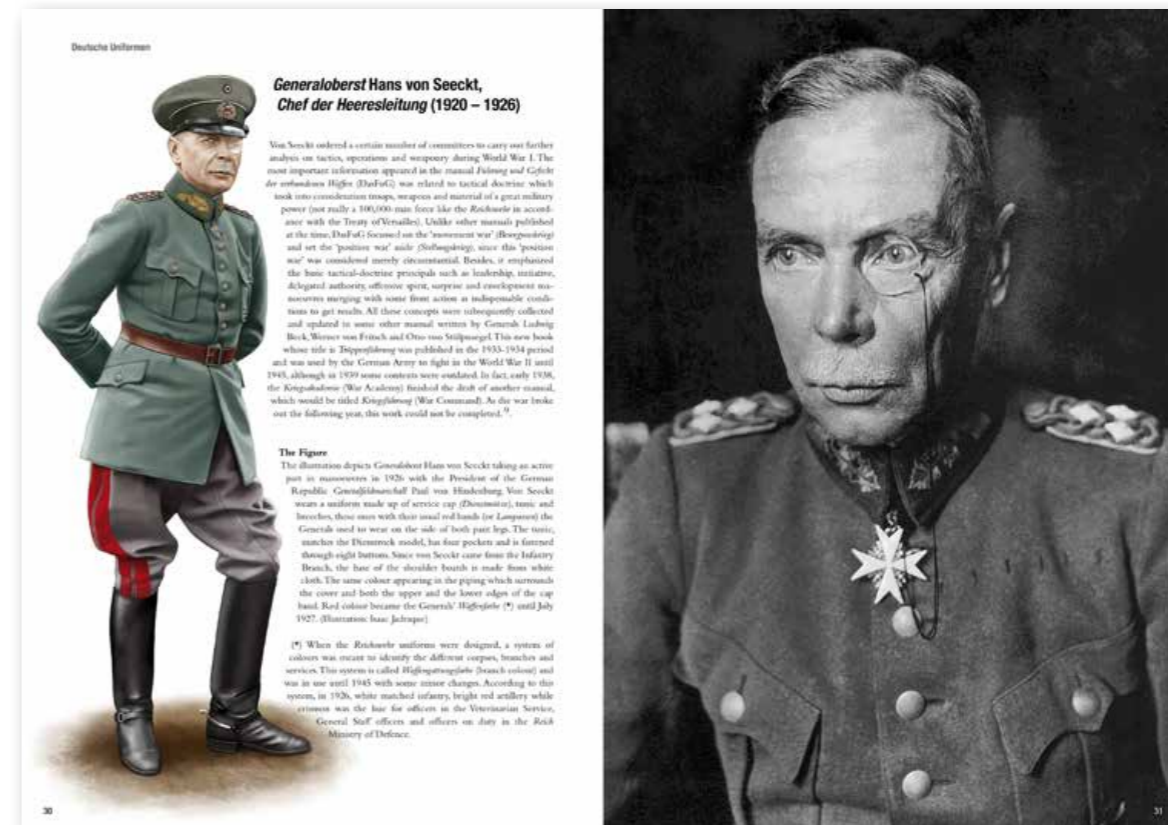 Deutsche Uniformen
Generaloberst Hans von Seeckt,
Chef der Heeresleitung (1920 – 1926)
Von Seeckt ordered a certain number of committees to carry out further
analysis on tactics, operations and weaponry during World War I. The
most important information appeared in the manual Führung und Gefecht
der verbundenen Waffen (DasFuG) was related to tactical doctrine which
took into consideration troops, weapons and material of a great military
power (not really a 100,000-man force like the Reichswehr in accord-
ance with the Treaty of Versailles). Unlike other manuals published
at the time, DasFuG focussed on the 'movement war' (Bewegungskrieg)
and set the 'position war' aside (Stellungskrieg), since this 'position
war' was considered merely circumstantial. Besides, it emphasized
the basic tactical-doctrine principals such as leadership, initiative,
delegated authority, offensive spirit, surprise and envelopment ma-
noeuvres merging with some front action as indispensable condi-
tions to get results. All these concepts were subsequently collected
and updated to some other manual written by Generals Ludwig
Beck, Werner von Fritsch and Otto von Stülpnagel. This new book
whose title is Truppenführung was published in the 1933-1934 period
and was used by the German Army to fight in the World War II until
1945, although in 1939 some contexts were outdated. In fact, early 1938,
the Kriegsakademie (War Academy) finished the draft of another manual,
which would be titled Kriegsführung (War Command). As the war broke
out the following year, this work could not be completed. 9.
The Figure
The illustration depicts Generaloberst Hans von Seeckt taking an active
part in manoeuvres in 1926 with the President of the German
Republic Generalfeldmarschall Paul von Hindenburg. Von Seeckt
wears a uniform made up of service cap (Dienstmütze), tunic and
breeches, these ones with their usual red bands (or Lampassen) the
Generals used to wear on the side of both pant legs. The tunic,
matches the Dienstrock model, has four pockets and is fastened
through eight buttons. Since von Seeckt came from the Infantry
Branch, the base of the shoulder boards is made from white
cloth. The same colour appearing in the piping which surrounds
the cover and both the upper and the lower edges of the cap
band. Red colour became the Generals' Waffenfarbe (*) until July
1927. (Illustration: Isaac Jadraque)
(*) When the Reichswehr uniforms were designed, a system of
colours was meant to identify the different corpses, branches and
services. This system is called Waffengattungsfarbe (branch colour) and
was in use until 1945 with some minor changes. According to this
system, in 1926, white matched infantry, bright red artillery while
crimson was the hue for officers in the Veterinarian Service,
General Staff officers and officers on duty in the Reich
Ministry of Defence.
30
31